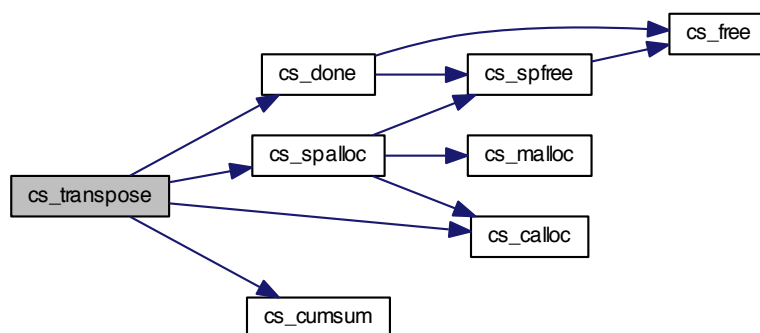 cs_free
cs_done
cs_spfree
cs_spalloc
cs_malloc
cs_transpose
cs_calloc
cs_cumsum